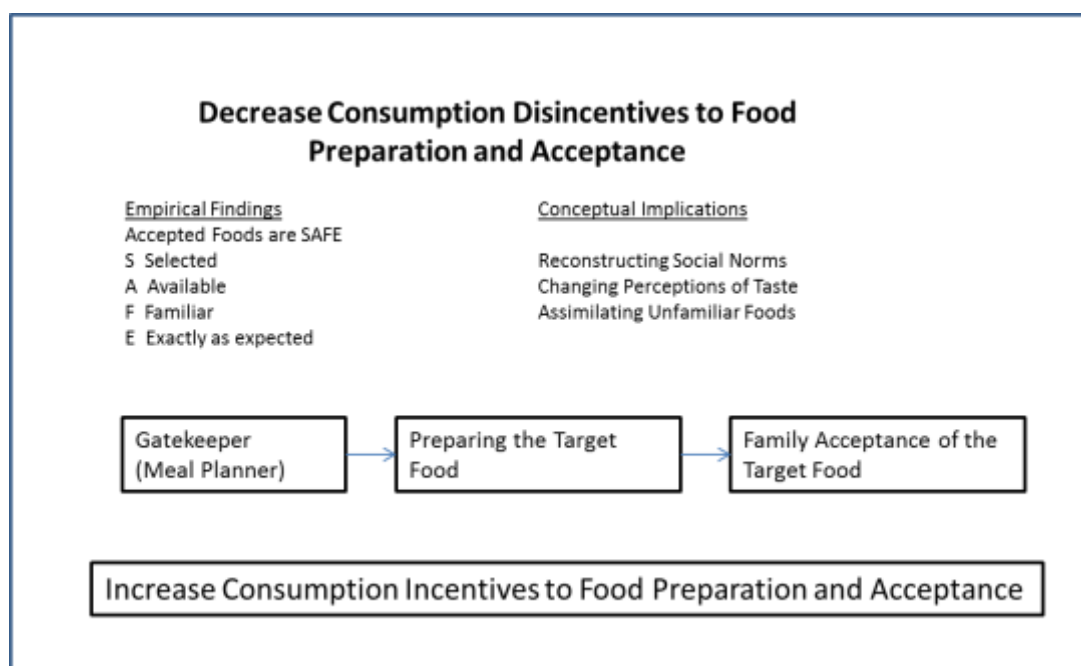 Decrease Consumption Disincentives to Food
Preparation and Acceptance
Empirical Findings
Accepted Foods are SAFE
S Selected
A Available
F Familiar
E Exactly as expected
Conceptual Implications
Reconstructing Social Norms
Changing Perceptions of Taste
Assimilating Unfamiliar Foods
Gatekeeper
(Meal Planner)
Preparing the Target
Food
Family Acceptance of the
Target Food
Increase Consumption Incentives to Food Preparation and Acceptance